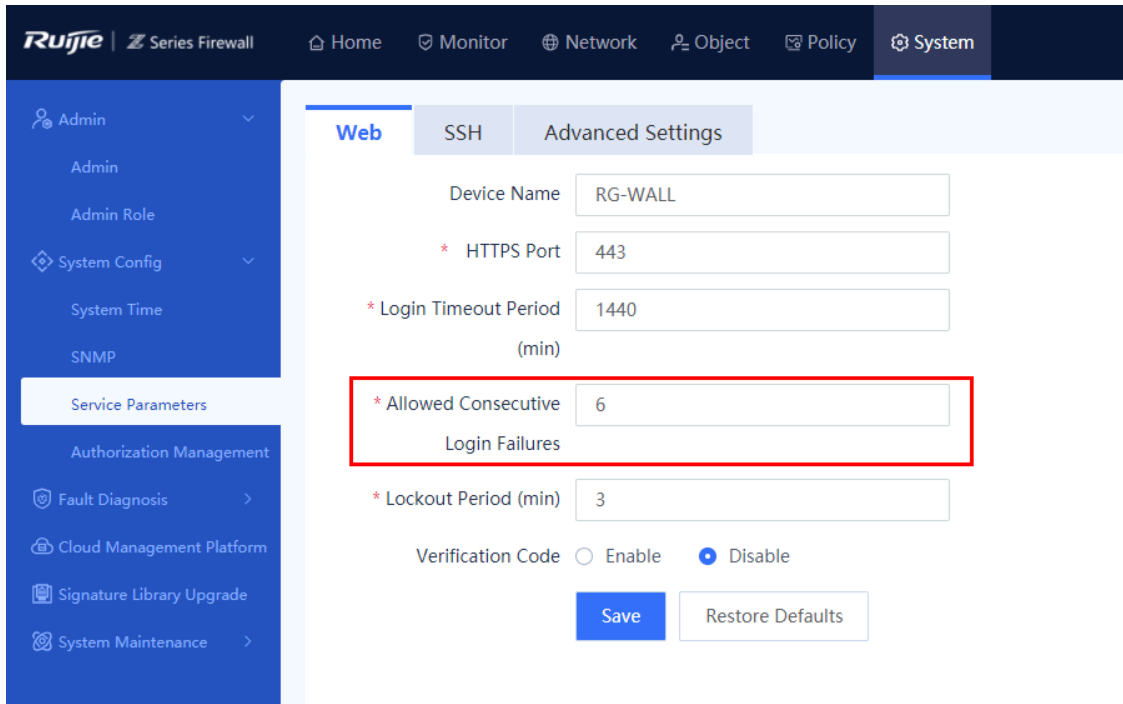 Ruijie | Z Series Firewall
Home
Monitor
Network
Object
Policy
System
Admin
Admin
Admin Role
System Config
System Time
SNMP
Service Parameters
Authorization Management
Fault Diagnosis
Cloud Management Platform
Signature Library Upgrade
System Maintenance
Web
SSH
Advanced Settings
Device Name
RG-WALL
* HTTPS Port
443
* Login Timeout Period
(min)
1440
* Allowed Consecutive
Login Failures
6
* Lockout Period (min)
3
Verification Code
Enable
Disable
Save
Restore Defaults